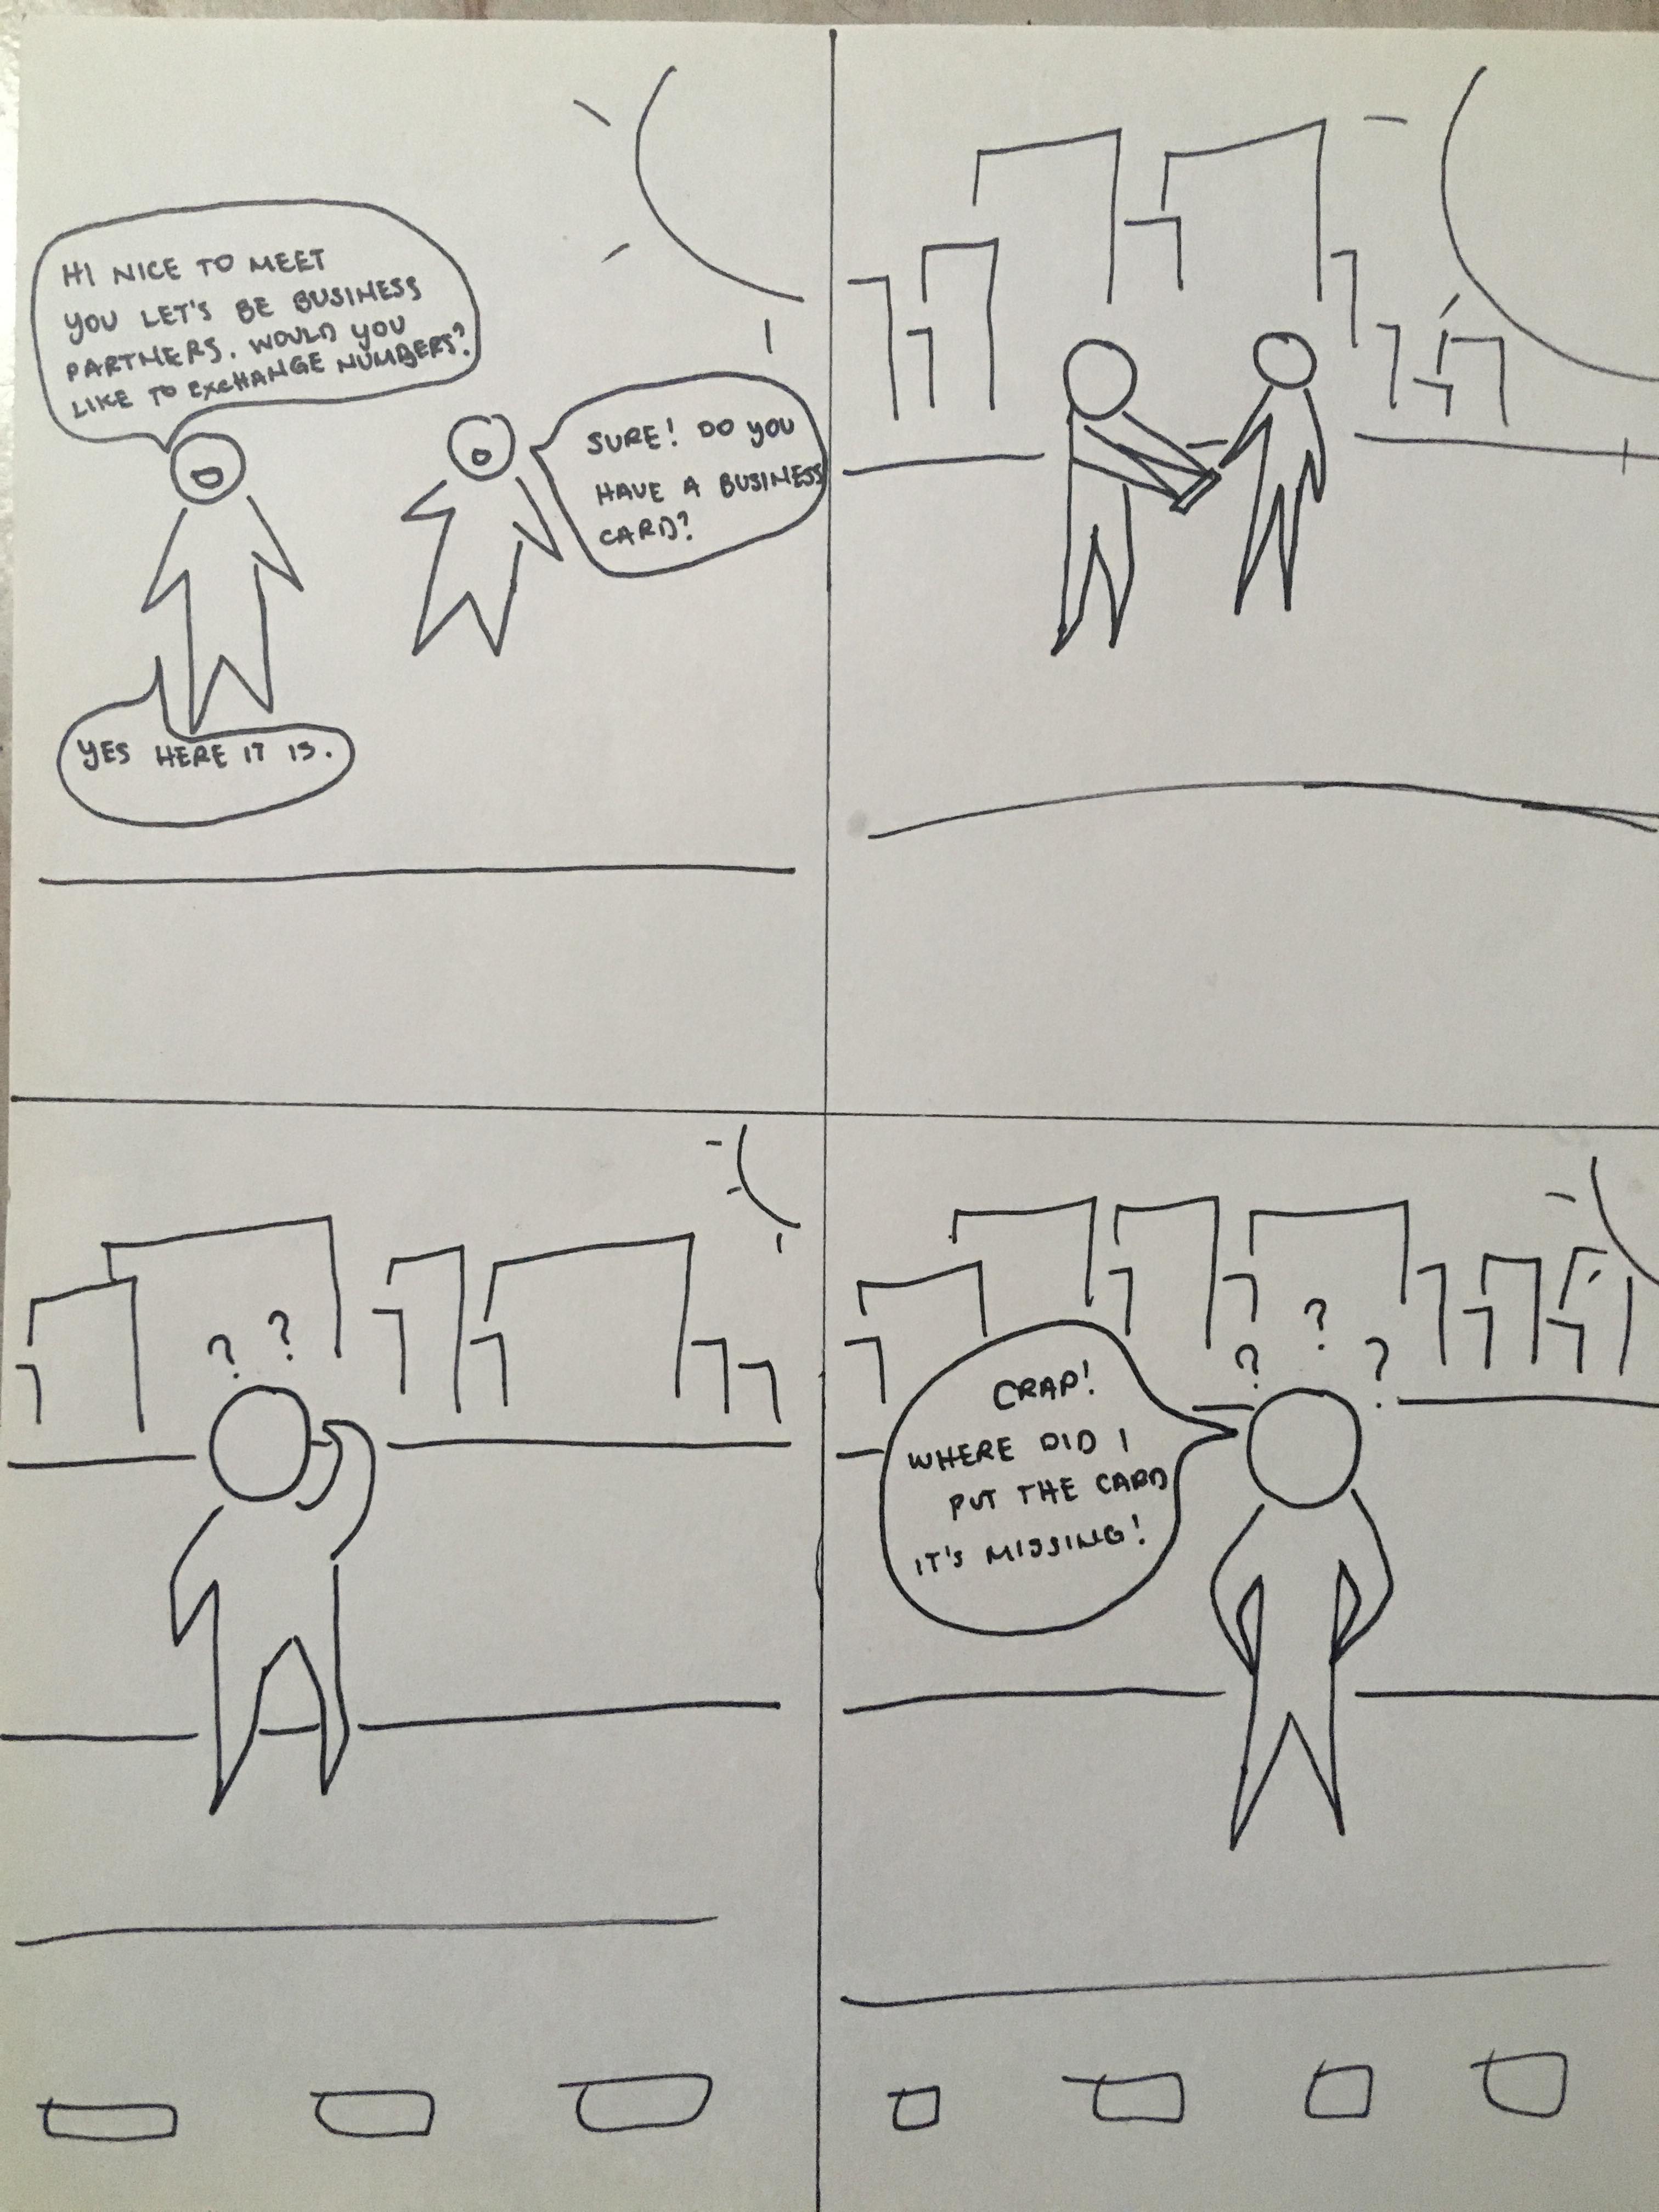 HI NICE TO MEET
YOU LET'S BE BUSINESS
PARTNERS. WOULD YOU
LIKE TO EXCHANGE NUMBERS?
SURE! DO YOU
HAVE A BUSINESS
CARD?
YES HERE IT IS.
? ?
? ? ?
CRAP!
WHERE DID I
PUT THE CARD
IT'S MISSING!